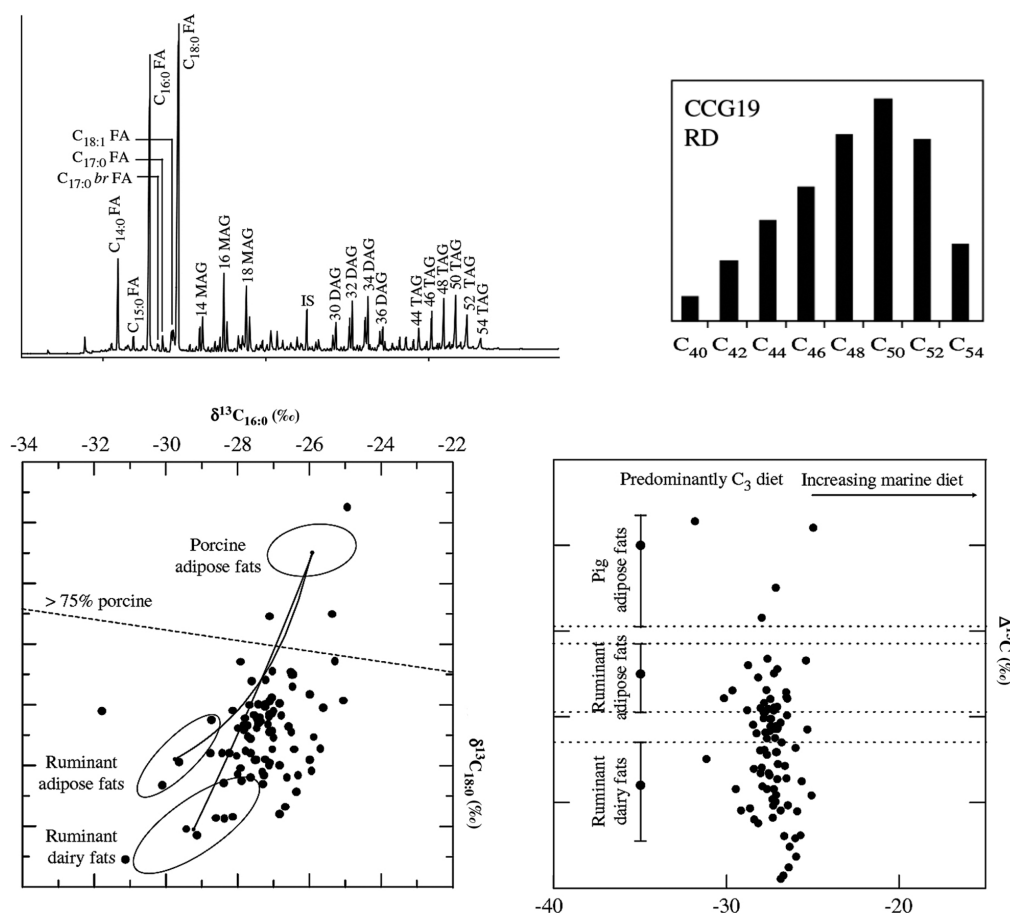 C14:0 FA
C15:0 FA
C17:0 br FA
C17:0 FA
C18:1 FA
C16:0 FA
C18:0 FA
14 MAG
16 MAG
18 MAG
IS
30 DAG
32 DAG
34 DAG
36 DAG
44 TAG
46 TAG
48 TAG
50 TAG
52 TAG
54 TAG
CCG19
RD
C40 C42 C44 C46 C48 C50 C52 C54
δ13C16:0 (‰)
-34 -32 -30 -28 -26 -24 -22
Porcine
adipose fats
> 75% porcine
Ruminant
adipose fats
Ruminant
dairy fats
δ13C18:0 (‰)
Predominantly C3 diet
Increasing marine diet
Pig
adipose fats
Ruminant
adipose fats
Ruminant
dairy fats
Δ13C (‰)
-40 -30 -20